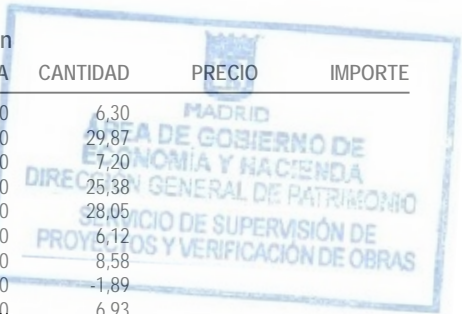 n
A CANTIDAD PRECIO IMPORTE
0 6,30
0 29,87
0 7,20
0 25,38
0 28,05
0 6,12
0 8,58
0 -1,89
0 6,93
MADRID
ÁREA DE GOBIERNO DE
ECONOMÍA Y HACIENDA
DIRECCIÓN GENERAL DE PATRIMONIO
SERVICIO DE SUPERVISIÓN DE
PROYECTOS Y VERIFICACIÓN DE OBRAS